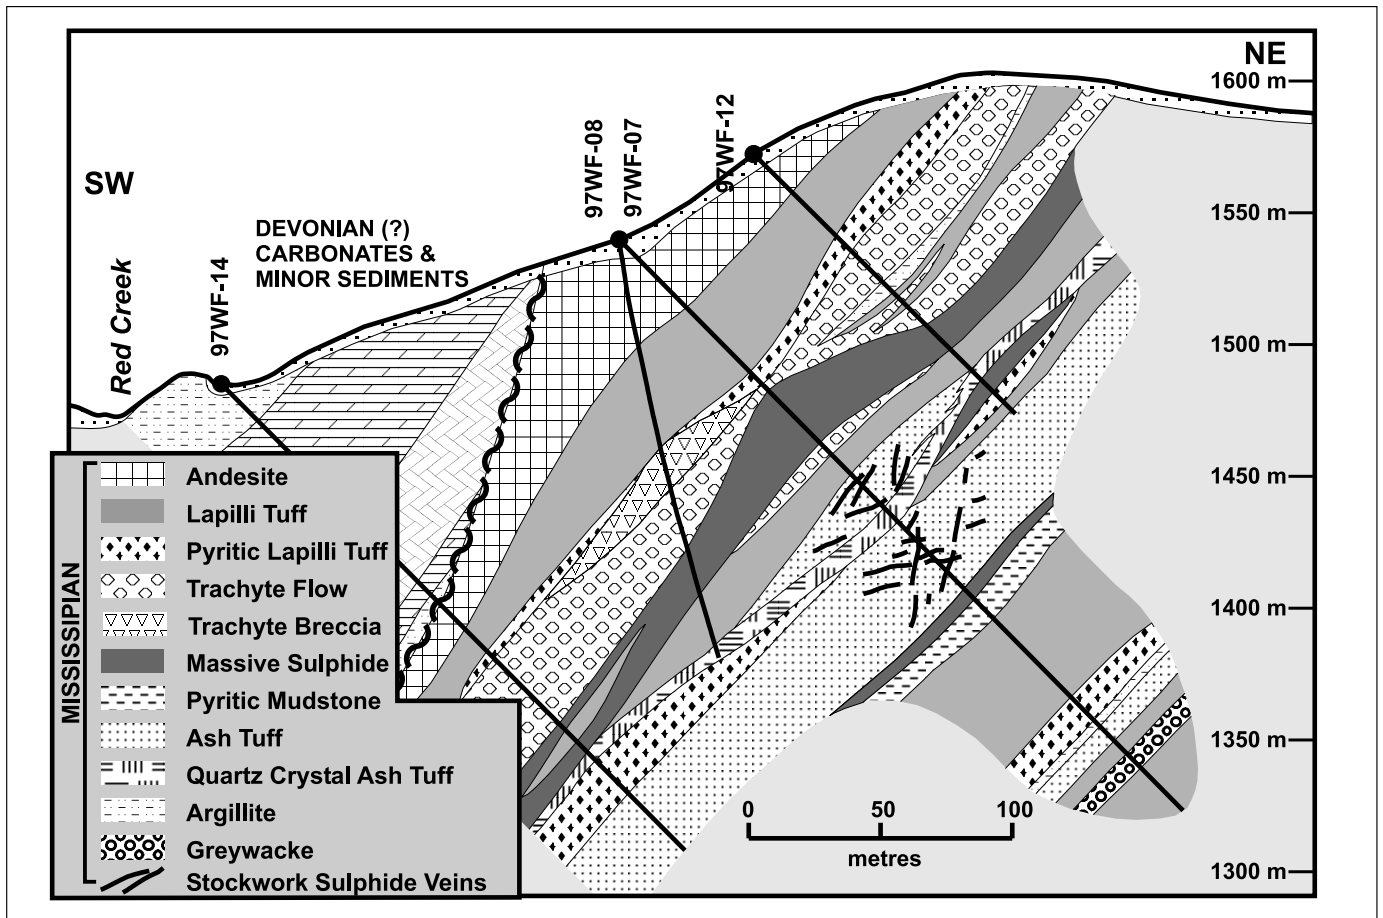 NE
1600 m
97WF-12
97WF-08
97WF-07
SW
1550 m
DEVONIAN (?)
CARBONATES &
MINOR SEDIMENTS
Red Creek
97WF-14
1500 m
1450 m
1400 m
1350 m
1300 m
MISSISSIPIAN
Andesite
Lapilli Tuff
Pyritic Lapilli Tuff
Trachyte Flow
Trachyte Breccia
Massive Sulphide
Pyritic Mudstone
Ash Tuff
Quartz Crystal Ash Tuff
Argillite
Greywacke
Stockwork Sulphide Veins
0 50 100
metres